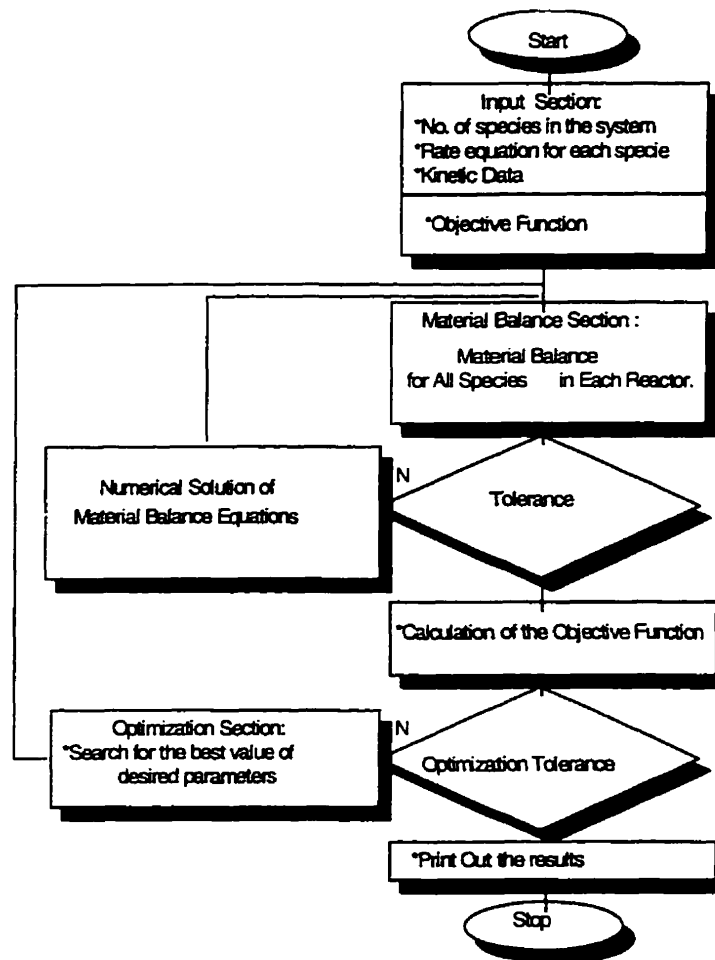 Start
Input Section:
*No. of species in the system
*Rate equation for each specie
*Kinetic Data
*Objective Function
Material Balance Section :
Material Balance
for All Species in Each Reactor.
Numerical Solution of
Material Balance Equations
N
Tolerance
*Calculation of the Objective Function
Optimization Section:
*Search for the best value of
desired parameters
N
Optimization Tolerance
*Print Out the results
Stop